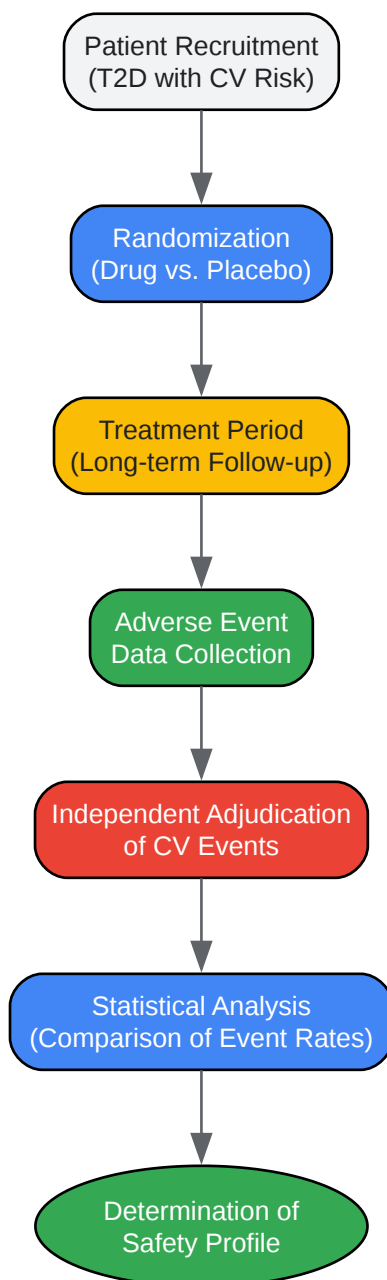 Patient Recruitment
(T2D with CV Risk)
Randomization
(Drug vs. Placebo)
Treatment Period
(Long-term Follow-up)
Adverse Event
Data Collection
Independent Adjudication
of CV Events
Statistical Analysis
(Comparison of Event Rates)
Determination of
Safety Profile